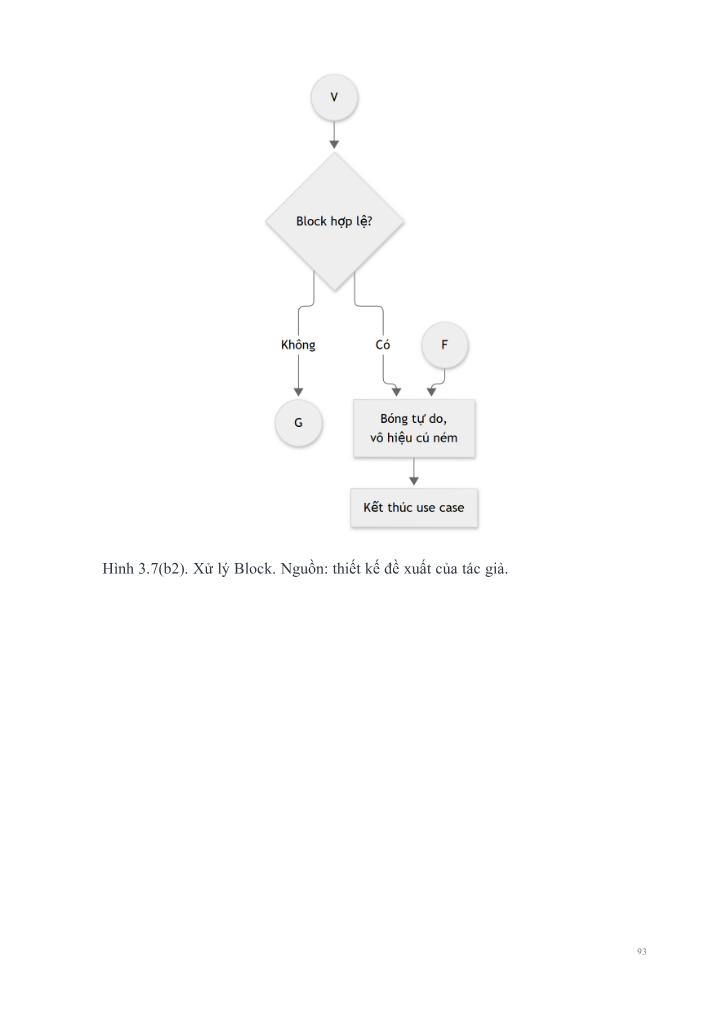 V
Block hợp lệ?
Không
Có
F
G
Bóng tự do,
vô hiệu cú ném
Kết thúc use case
Hình 3.7(b2). Xử lý Block. Nguồn: thiết kế đề xuất của tác giả.
93